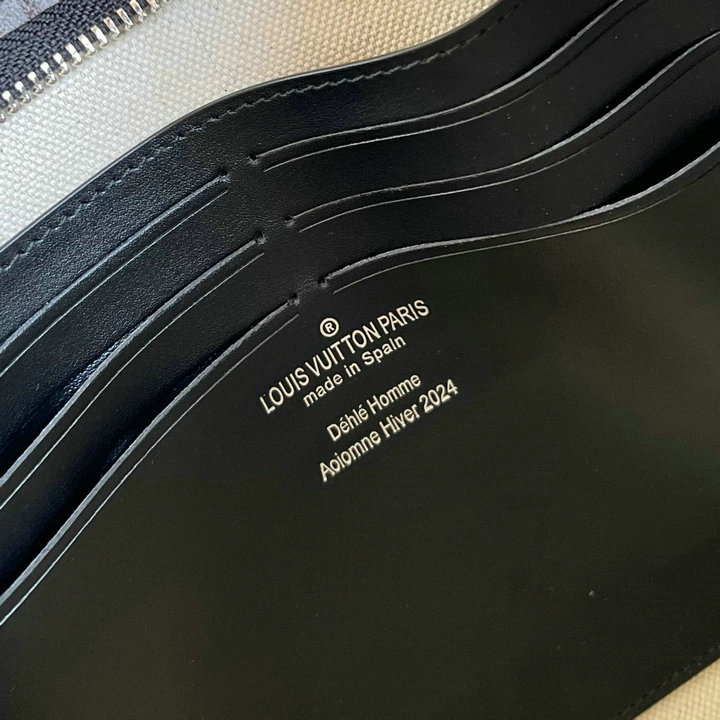 ®
LOUIS VUITTON PARIS
made in Spain
Déhlé Homme
Aoiomne Hiver 2024